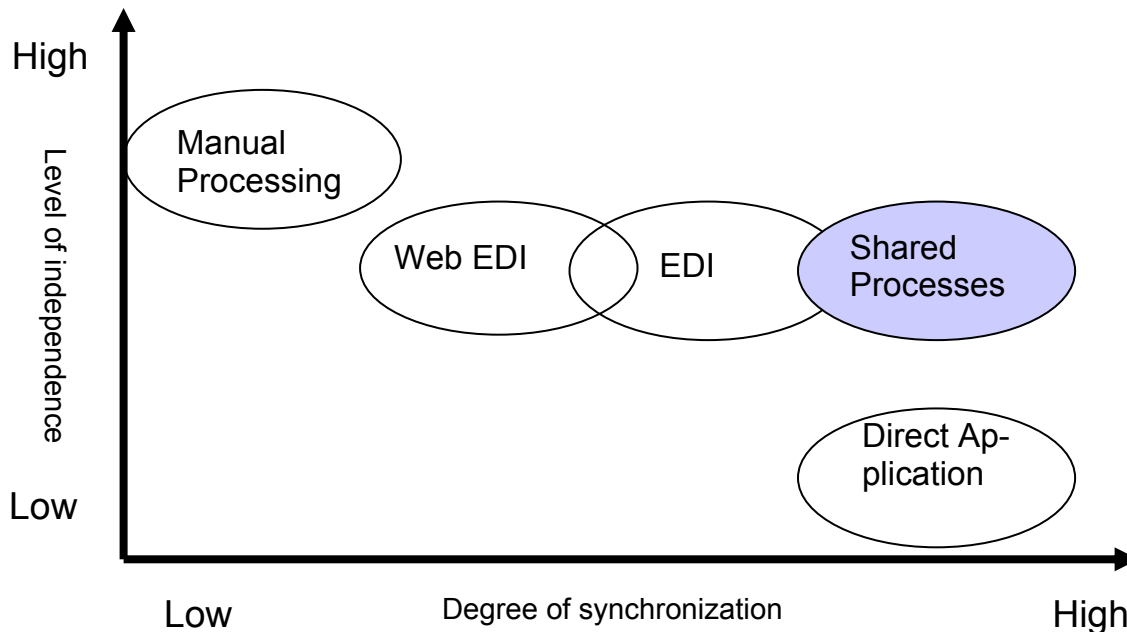 High
Manual
Processing
Level of independence
Web EDI
EDI
Shared
Processes
Direct Ap-
plication
Low
Low
Degree of synchronization
High